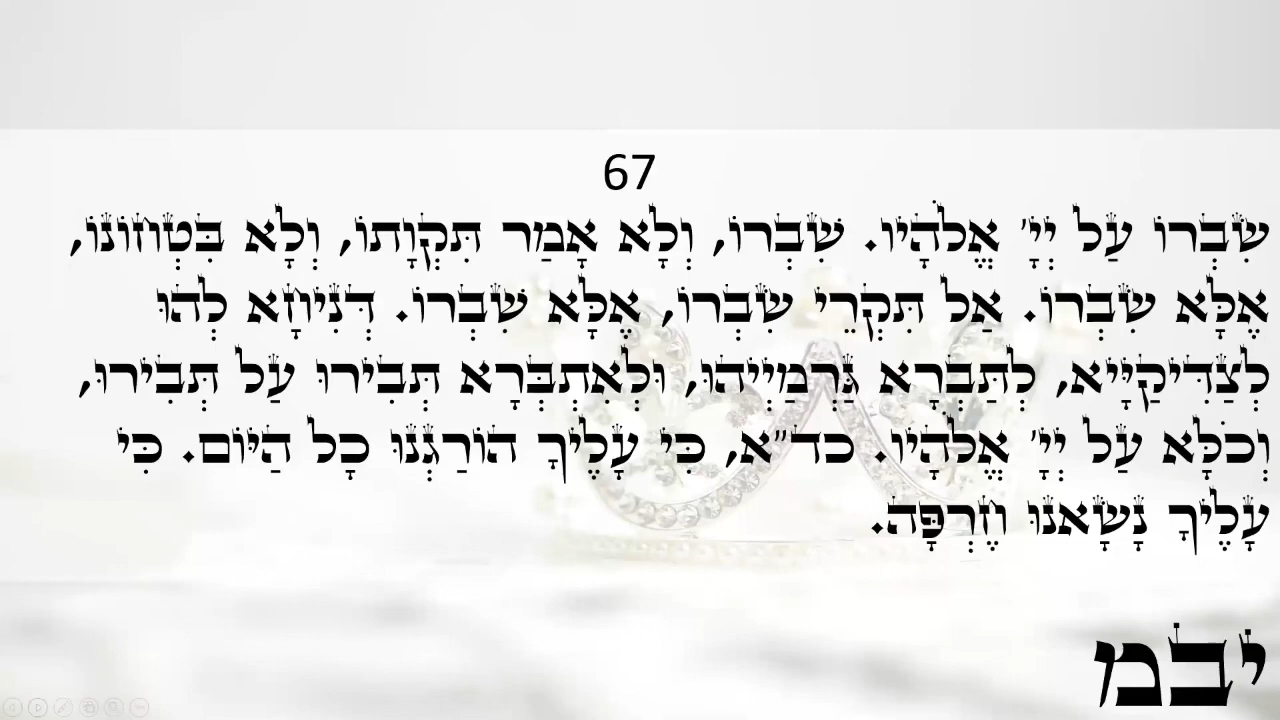 67
שִׂבְרוֹ עַל יְיָ' אֱלֹהָיו. שִׂבְרוֹ, וְלָא אָמַר תִּקְוָתוֹ, וְלָא בִּטְחוֹנוֹ,
אֶלָּא שִׂבְרוֹ. אַל תִּקְרֵי שִׂבְרוֹ, אֶלָּא שִׁבְרוֹ. דְּנִיחָא לְהוּ
לְצַדִּיקַיָּיא, לְתַּבְרָא גַּרְמַיְיהוּ, וּלְאִתְבְּרָא תְּבִירוּ עַל תְּבִירוּ,
וְכֹלָּא עַל יְיָ' אֱלֹהָיו. כד"א, כִּי עָלֶיךָ הוֹרַגְנוּ כָל הַיּוֹם. כִּי
עָלֶיךָ נָשָׂאנוּ חֶרְפָּה.
יבמ